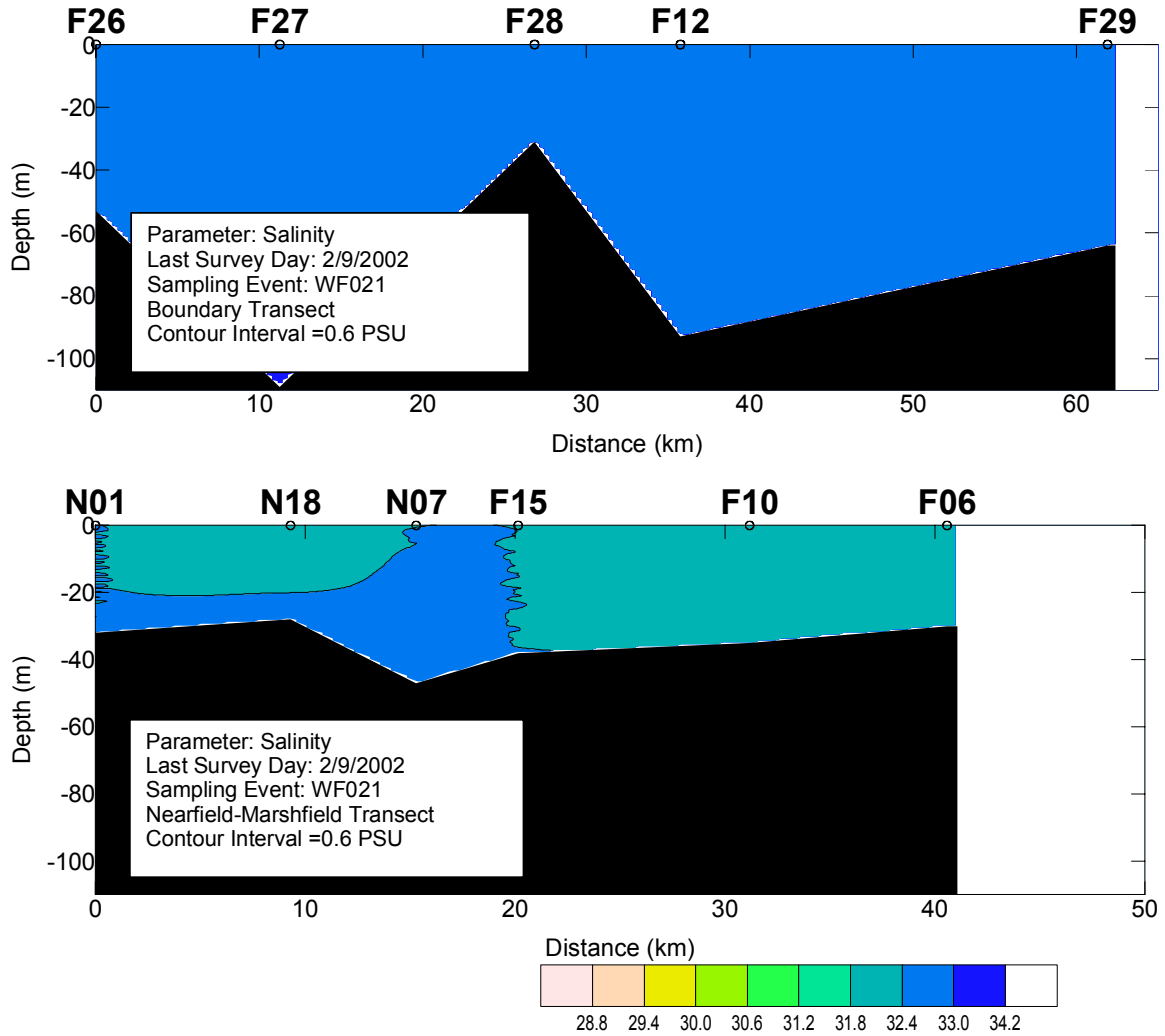 F26 F27 F28 F12 F29
0
-20
-40
-60
-80
-100
Depth (m)
Parameter: Salinity
Last Survey Day: 2/9/2002
Sampling Event: WF021
Boundary Transect
Contour Interval =0.6 PSU
0 10 20 30 40 50 60
Distance (km)
N01 N18 N07 F15 F10 F06
0
-20
-40
-60
-80
-100
Depth (m)
Parameter: Salinity
Last Survey Day: 2/9/2002
Sampling Event: WF021
Nearfield-Marshfield Transect
Contour Interval =0.6 PSU
0 10 20 30 40 50
Distance (km)
28.8 29.4 30.0 30.6 31.2 31.8 32.4 33.0 34.2